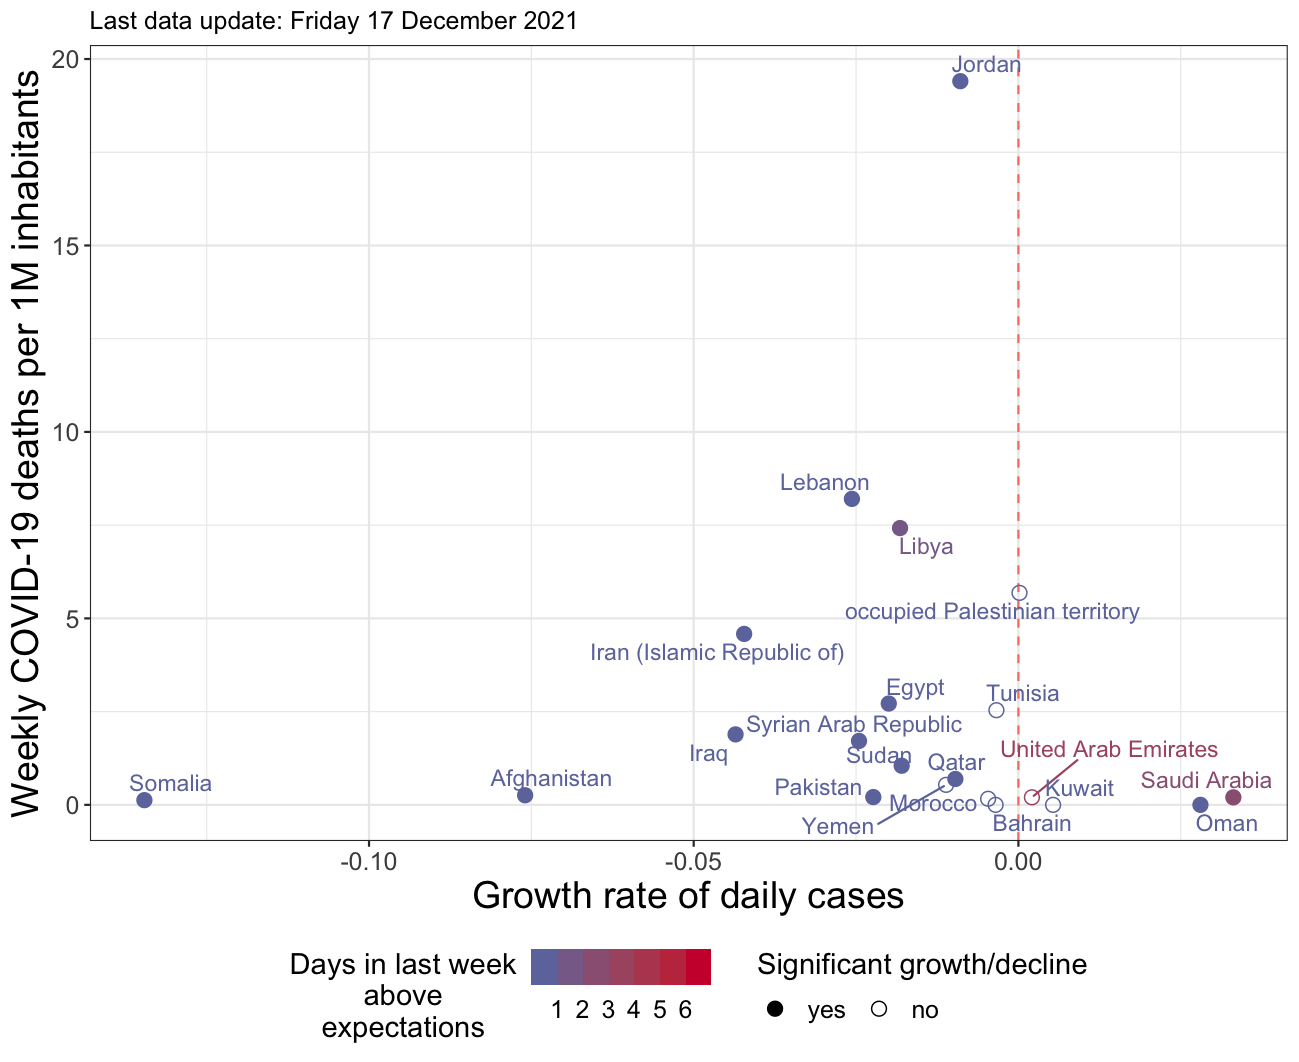 Last data update: Friday 17 December 2021
Weekly COVID-19 deaths per 1M inhabitants
20
15
10
5
0
Jordan
Lebanon
Libya
occupied Palestinian territory
Iran (Islamic Republic of)
Egypt
Tunisia
Syrian Arab Republic
Iraq
Sudan
United Arab Emirates
Qatar
Somalia
Afghanistan
Pakistan
Saudi Arabia
Kuwait
Morocco
Yemen
Bahrain
Oman
-0.10
-0.05
0.00
Growth rate of daily cases
Days in last week
above
expectations
1 2 3 4 5 6
Significant growth/decline
yes
no